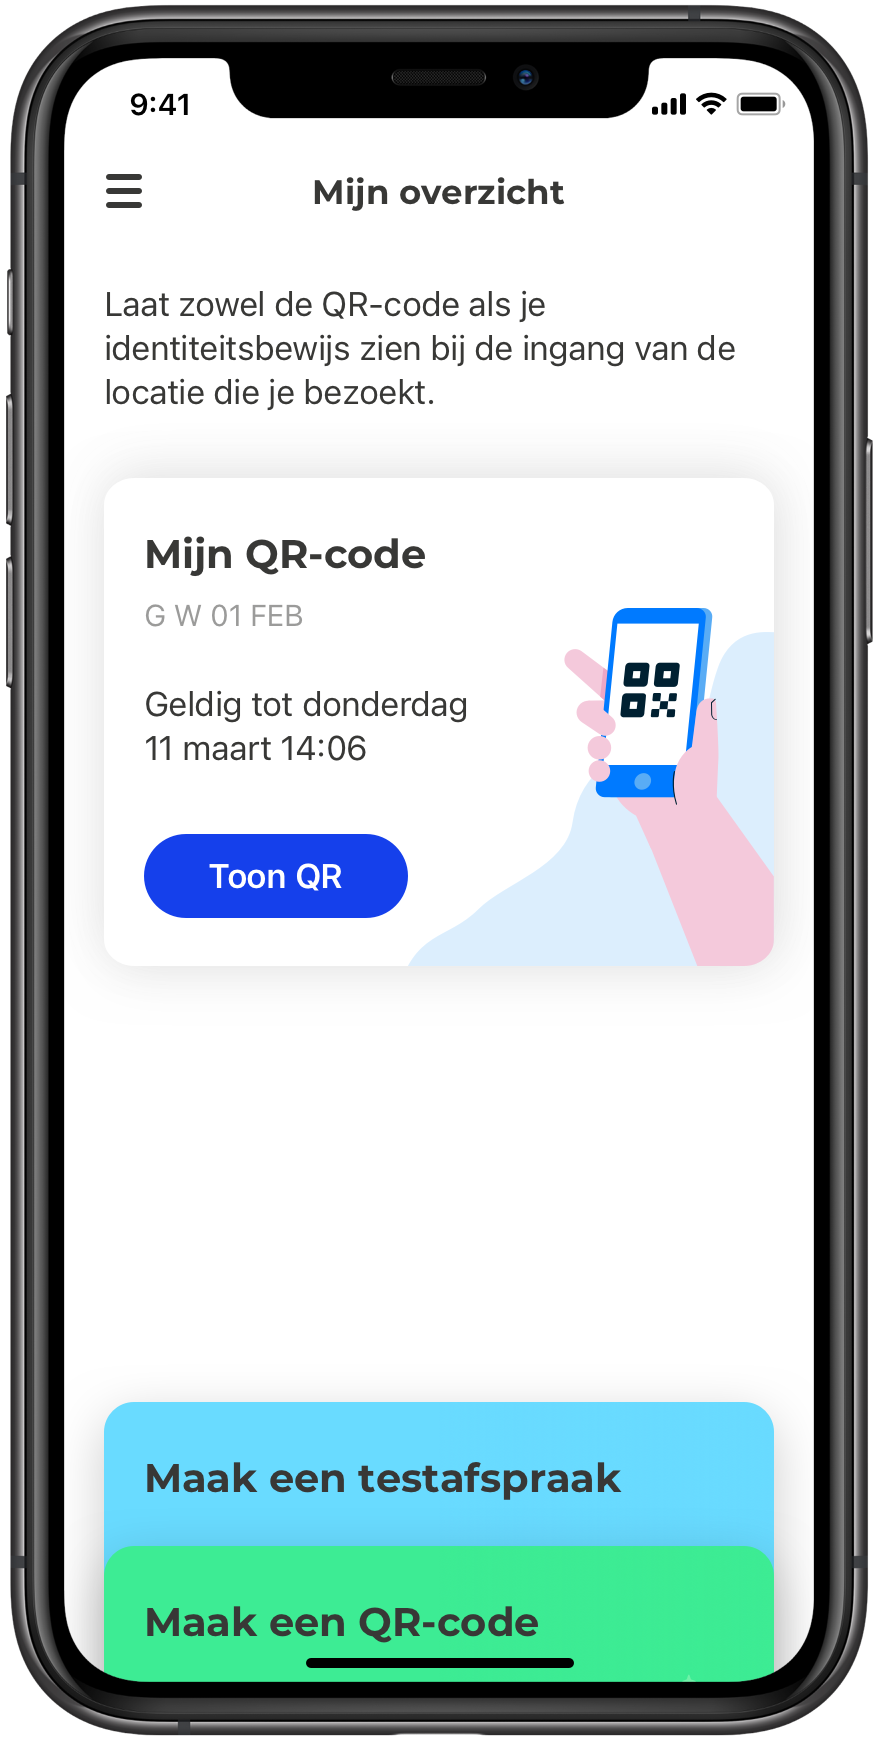 9:41
Mijn overzicht
Laat zowel de QR-code als je
identiteitsbewijs zien bij de ingang van de
locatie die je bezoekt.
Mijn QR-code
G W 01 FEB
Geldig tot donderdag
11 maart 14:06
Toon QR
Maak een testafspraak
Maak een QR-code